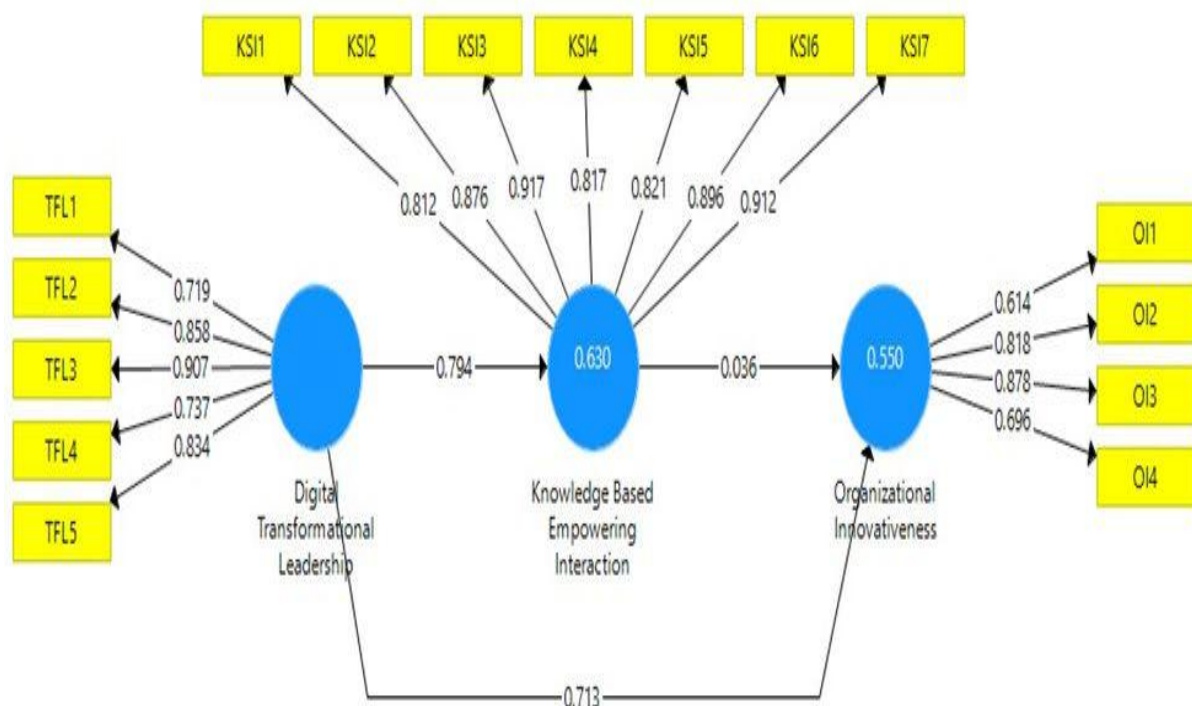 KSI1
KSI2
KSI3
KSI4
KSI5
KSI6
KSI7
0.812
0.876
0.917
0.817
0.821
0.896
0.912
TFL1
TFL2
TFL3
TFL4
TFL5
0.719
0.858
0.907
0.737
0.834
0.794
0.630
0.036
0.550
0.614
0.818
0.878
0.696
OI1
OI2
OI3
OI4
Digital
Transformational
Leadership
Knowledge Based
Empowering
Interaction
Organizational
Innovativeness
0.713